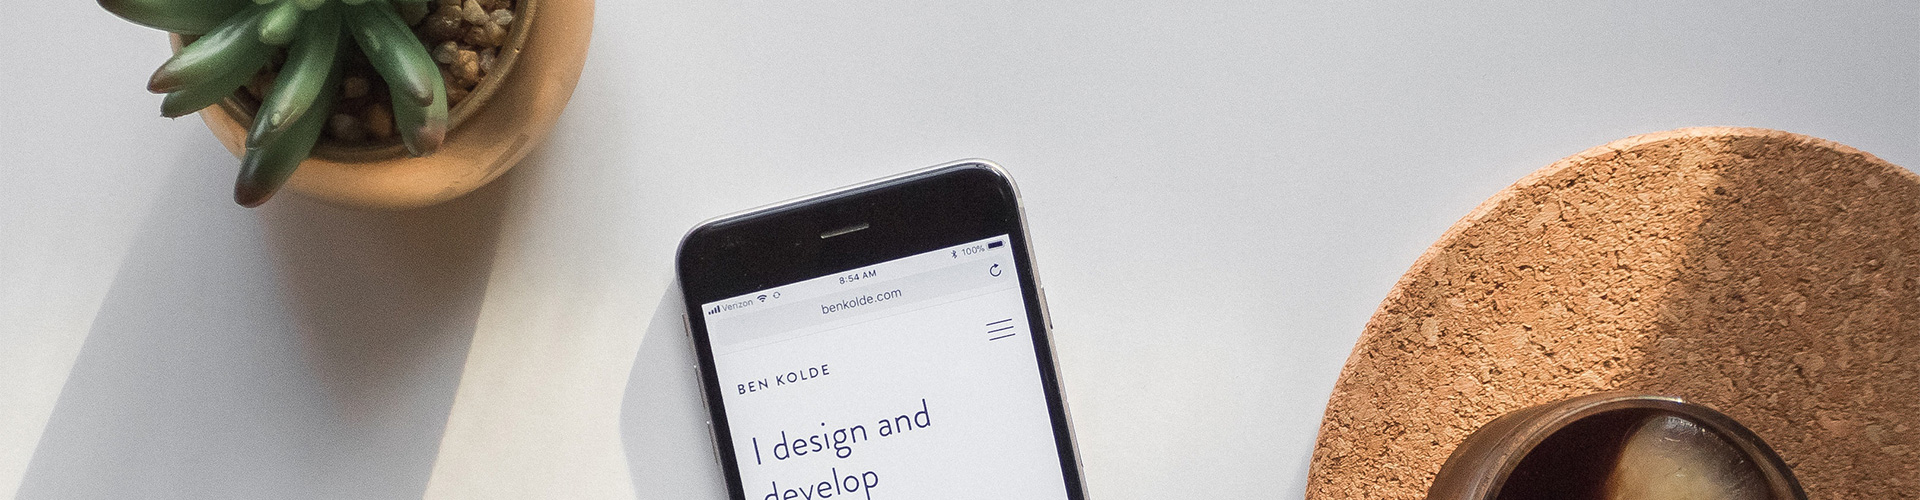 Verizon 8:54 AM 100%
benkolde.com
BEN KOLDE
I design and
develop